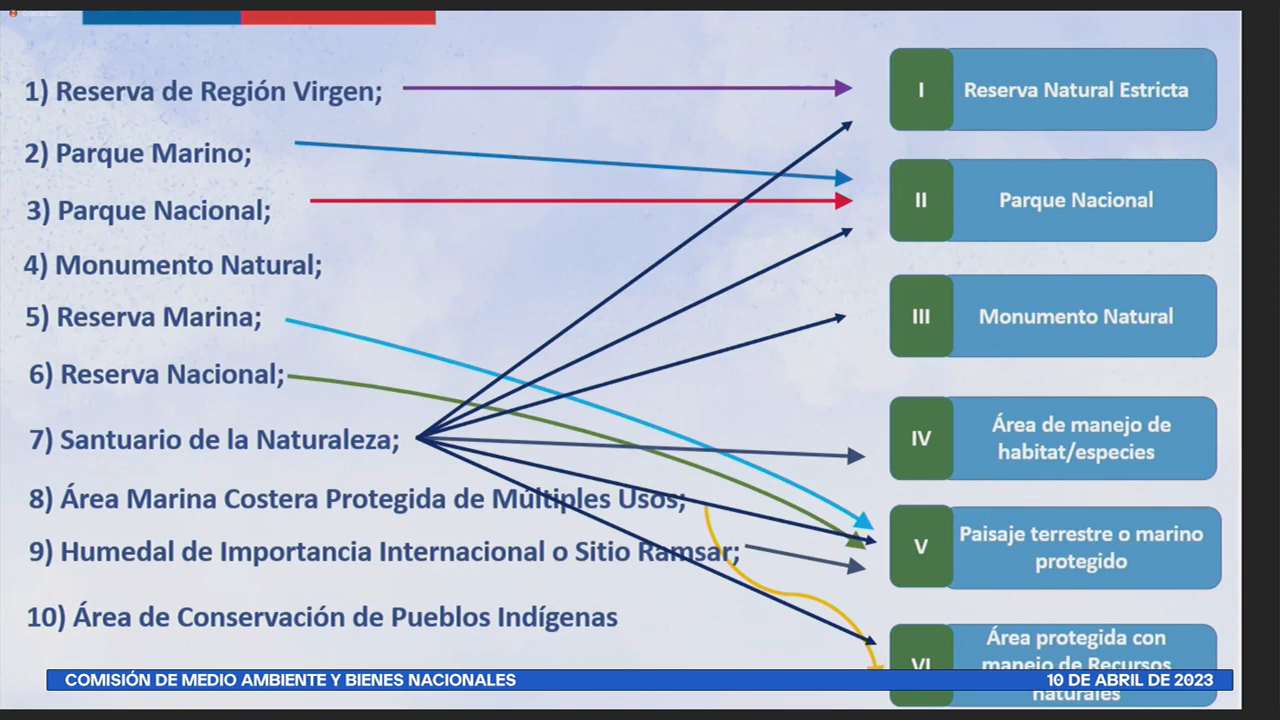 1) Reserva de Región Virgen;
2) Parque Marino;
3) Parque Nacional;
4) Monumento Natural;
5) Reserva Marina;
6) Reserva Nacional;
7) Santuario de la Naturaleza;
8) Área Marina Costera Protegida de Múltiples Usos;
9) Humedal de Importancia Internacional o Sitio Ramsar;
10) Área de Conservación de Pueblos Indígenas
I
Reserva Natural Estricta
II
Parque Nacional
III
Monumento Natural
IV
Área de manejo de
habitat/especies
V
Paisaje terrestre o marino
protegido
VI
Área protegida con
manejo de Recursos
naturales
COMISIÓN DE MEDIO AMBIENTE Y BIENES NACIONALES
10 DE ABRIL DE 2023